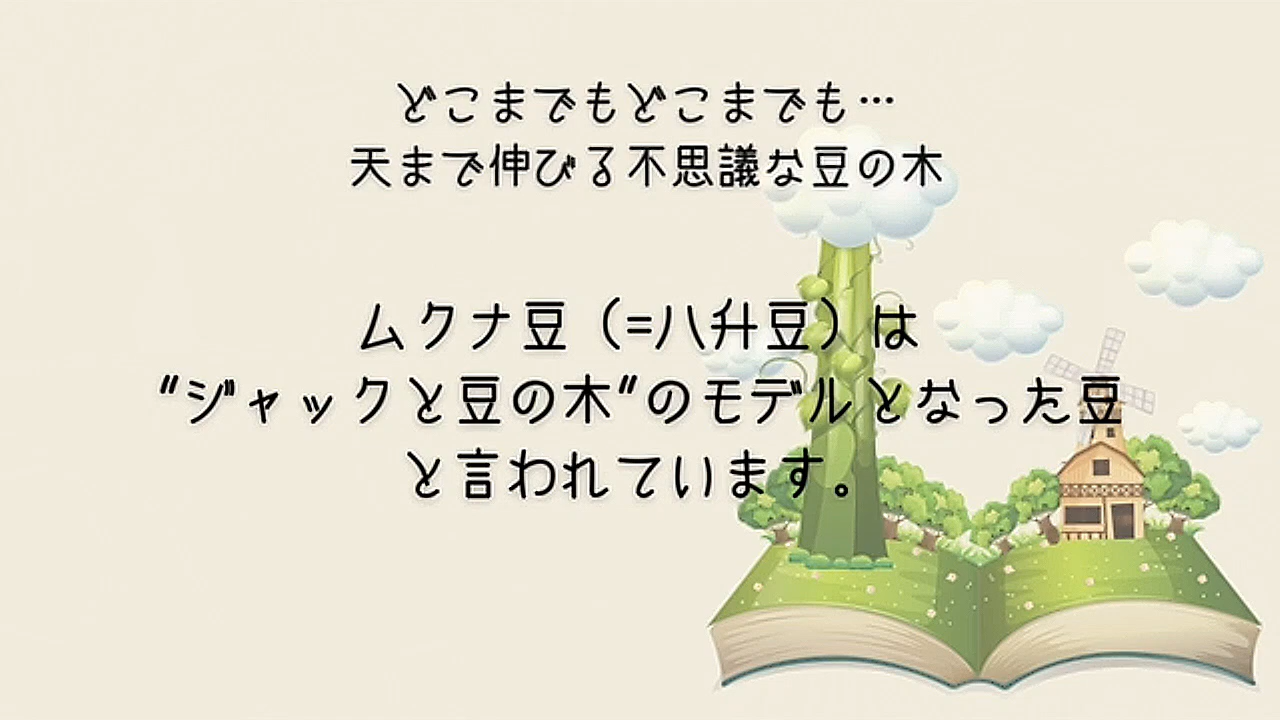 どこまでもどこまでも…
天まで伸びる不思議な豆の木
ムクナ豆（=八升豆）は
"ジャックと豆の木"のモデルとなった豆
と言われています。